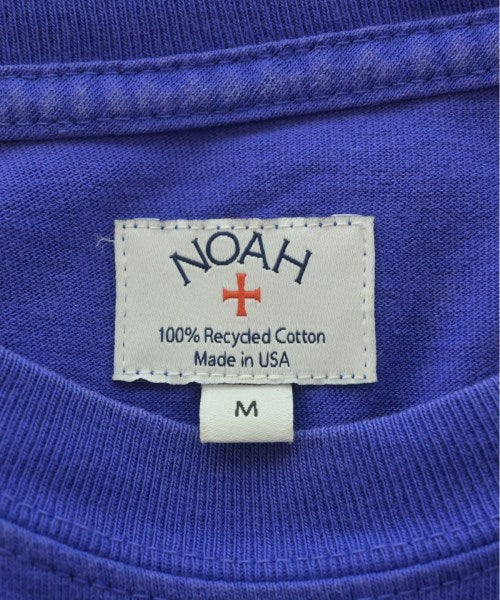 NOAH
100% Recycled Cotton
Made in USA
M